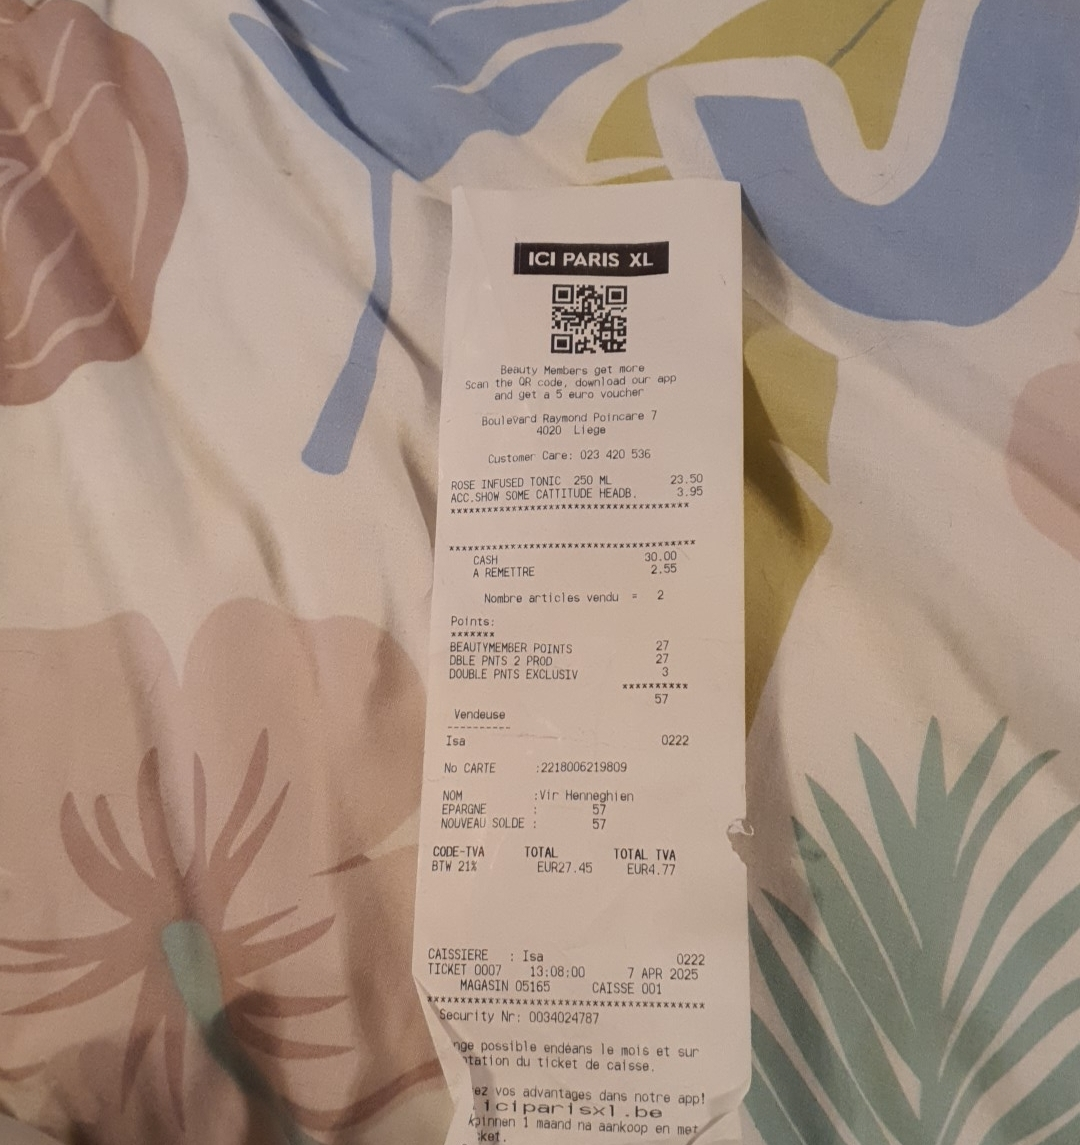 ICI PARIS XL
Beauty Members get more
Scan the QR code, download our app
and get a 5 euro voucher
Boulevard Raymond Poincare 7
4020 Liege
Customer Care: 023 420 536
ROSE INFUSED TONIC 250 ML 23.50
ACC.SHOW SOME CATTITUDE HEADB. 3.95
***************************************
*****************************************
CASH 30.00
A REMETTRE 2.55
Nombre articles vendu = 2
Points:
*******
BEAUTYMEMBER POINTS 27
DBLE PNTS 2 PROD 27
DOUBLE PNTS EXCLUSIV 3
**********
57
Vendeuse
----------
Isa 0222
No CARTE :2218006219809
NOM :Vir Henneghien
EPARGNE : 57
NOUVEAU SOLDE : 57
CODE-TVA TOTAL TOTAL TVA
BTW 21% EUR27.45 EUR4.77
CAISSIERE : Isa 0222
TICKET 0007 13:08:00 7 APR 2025
MAGASIN 05165 CAISSE 001
**********************************************
Security Nr: 0034024787
nge possible endéans le mois et sur
tation du ticket de caisse.
ez vos advantages dans notre app!
iciparisxl.be
kunnen 1 maand na aankoop en met
ket.